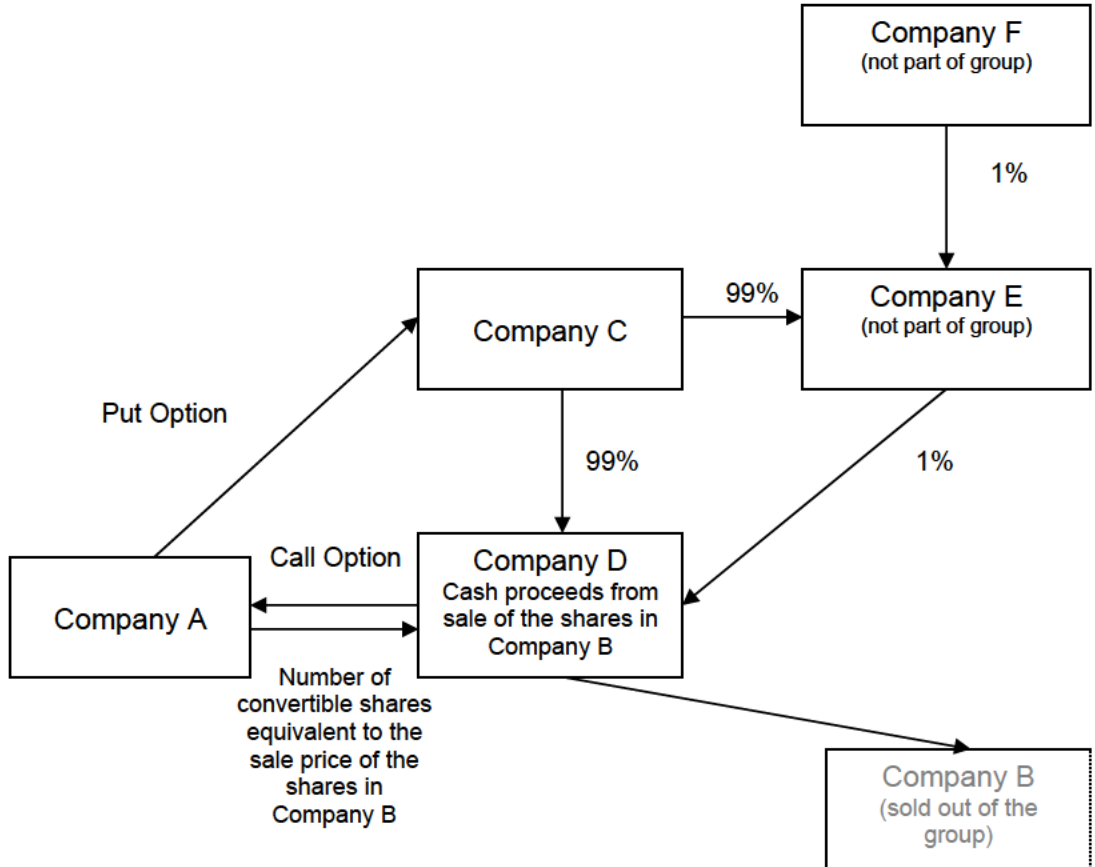 Company F
(not part of group)
1%
99%
Company E
(not part of group)
Company C
Put Option
99%
1%
Call Option
Company D
Cash proceeds from
sale of the shares in
Company B
Company A
Number of
convertible shares
equivalent to the
sale price of the
shares in
Company B
Company B
(sold out of the
group)